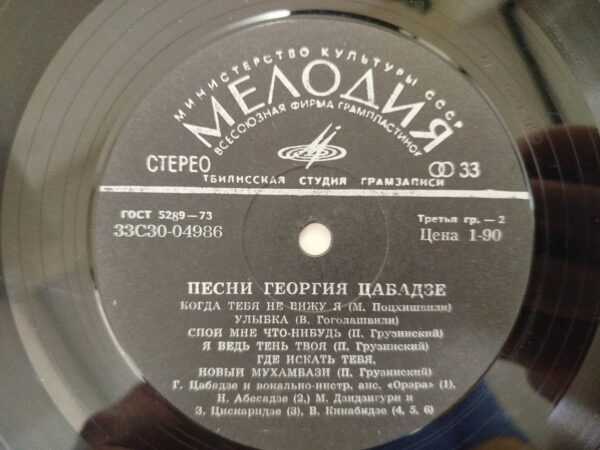 МИНИСТЕРСТВО КУЛЬТУРЫ СССР
МЕЛОДИЯ
ВСЕСОЮЗНАЯ ФИРМА ГРАМПЛАСТИНОК
СТЕРЕО
33
ТБИЛИССКАЯ СТУДИЯ ГРАМЗАПИСИ
ГОСТ 5289—73
Третья гр. — 2
33С30-04986
Цена 1-90
ПЕСНИ ГЕОРГИЯ ЦАБАДЗЕ
КОГДА ТЕБЯ НЕ ВИЖУ Я (М. Поцхишвили)
УЛЫБКА (В. Гоголашвили)
СПОЙ МНЕ ЧТО-НИБУДЬ (П. Грузинский)
Я ВЕДЬ ТЕНЬ ТВОЯ (П. Грузинский)
ГДЕ ИСКАТЬ ТЕБЯ,
НОВЫЙ МУХАМБАЗИ (П. Грузинский)
Г. Цабадзе и вокально-инстр. анс. «Орэра» (1),
И. Абесадзе (2,) М. Дзидзигури и
З. Цискаридзе (3), В. Кикабидзе (4, 5, 6)